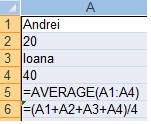 A
1 Andrei
2 20
3 Ioana
4 40
5 =AVERAGE(A1:A4)
6 =(A1+A2+A3+A4)/4